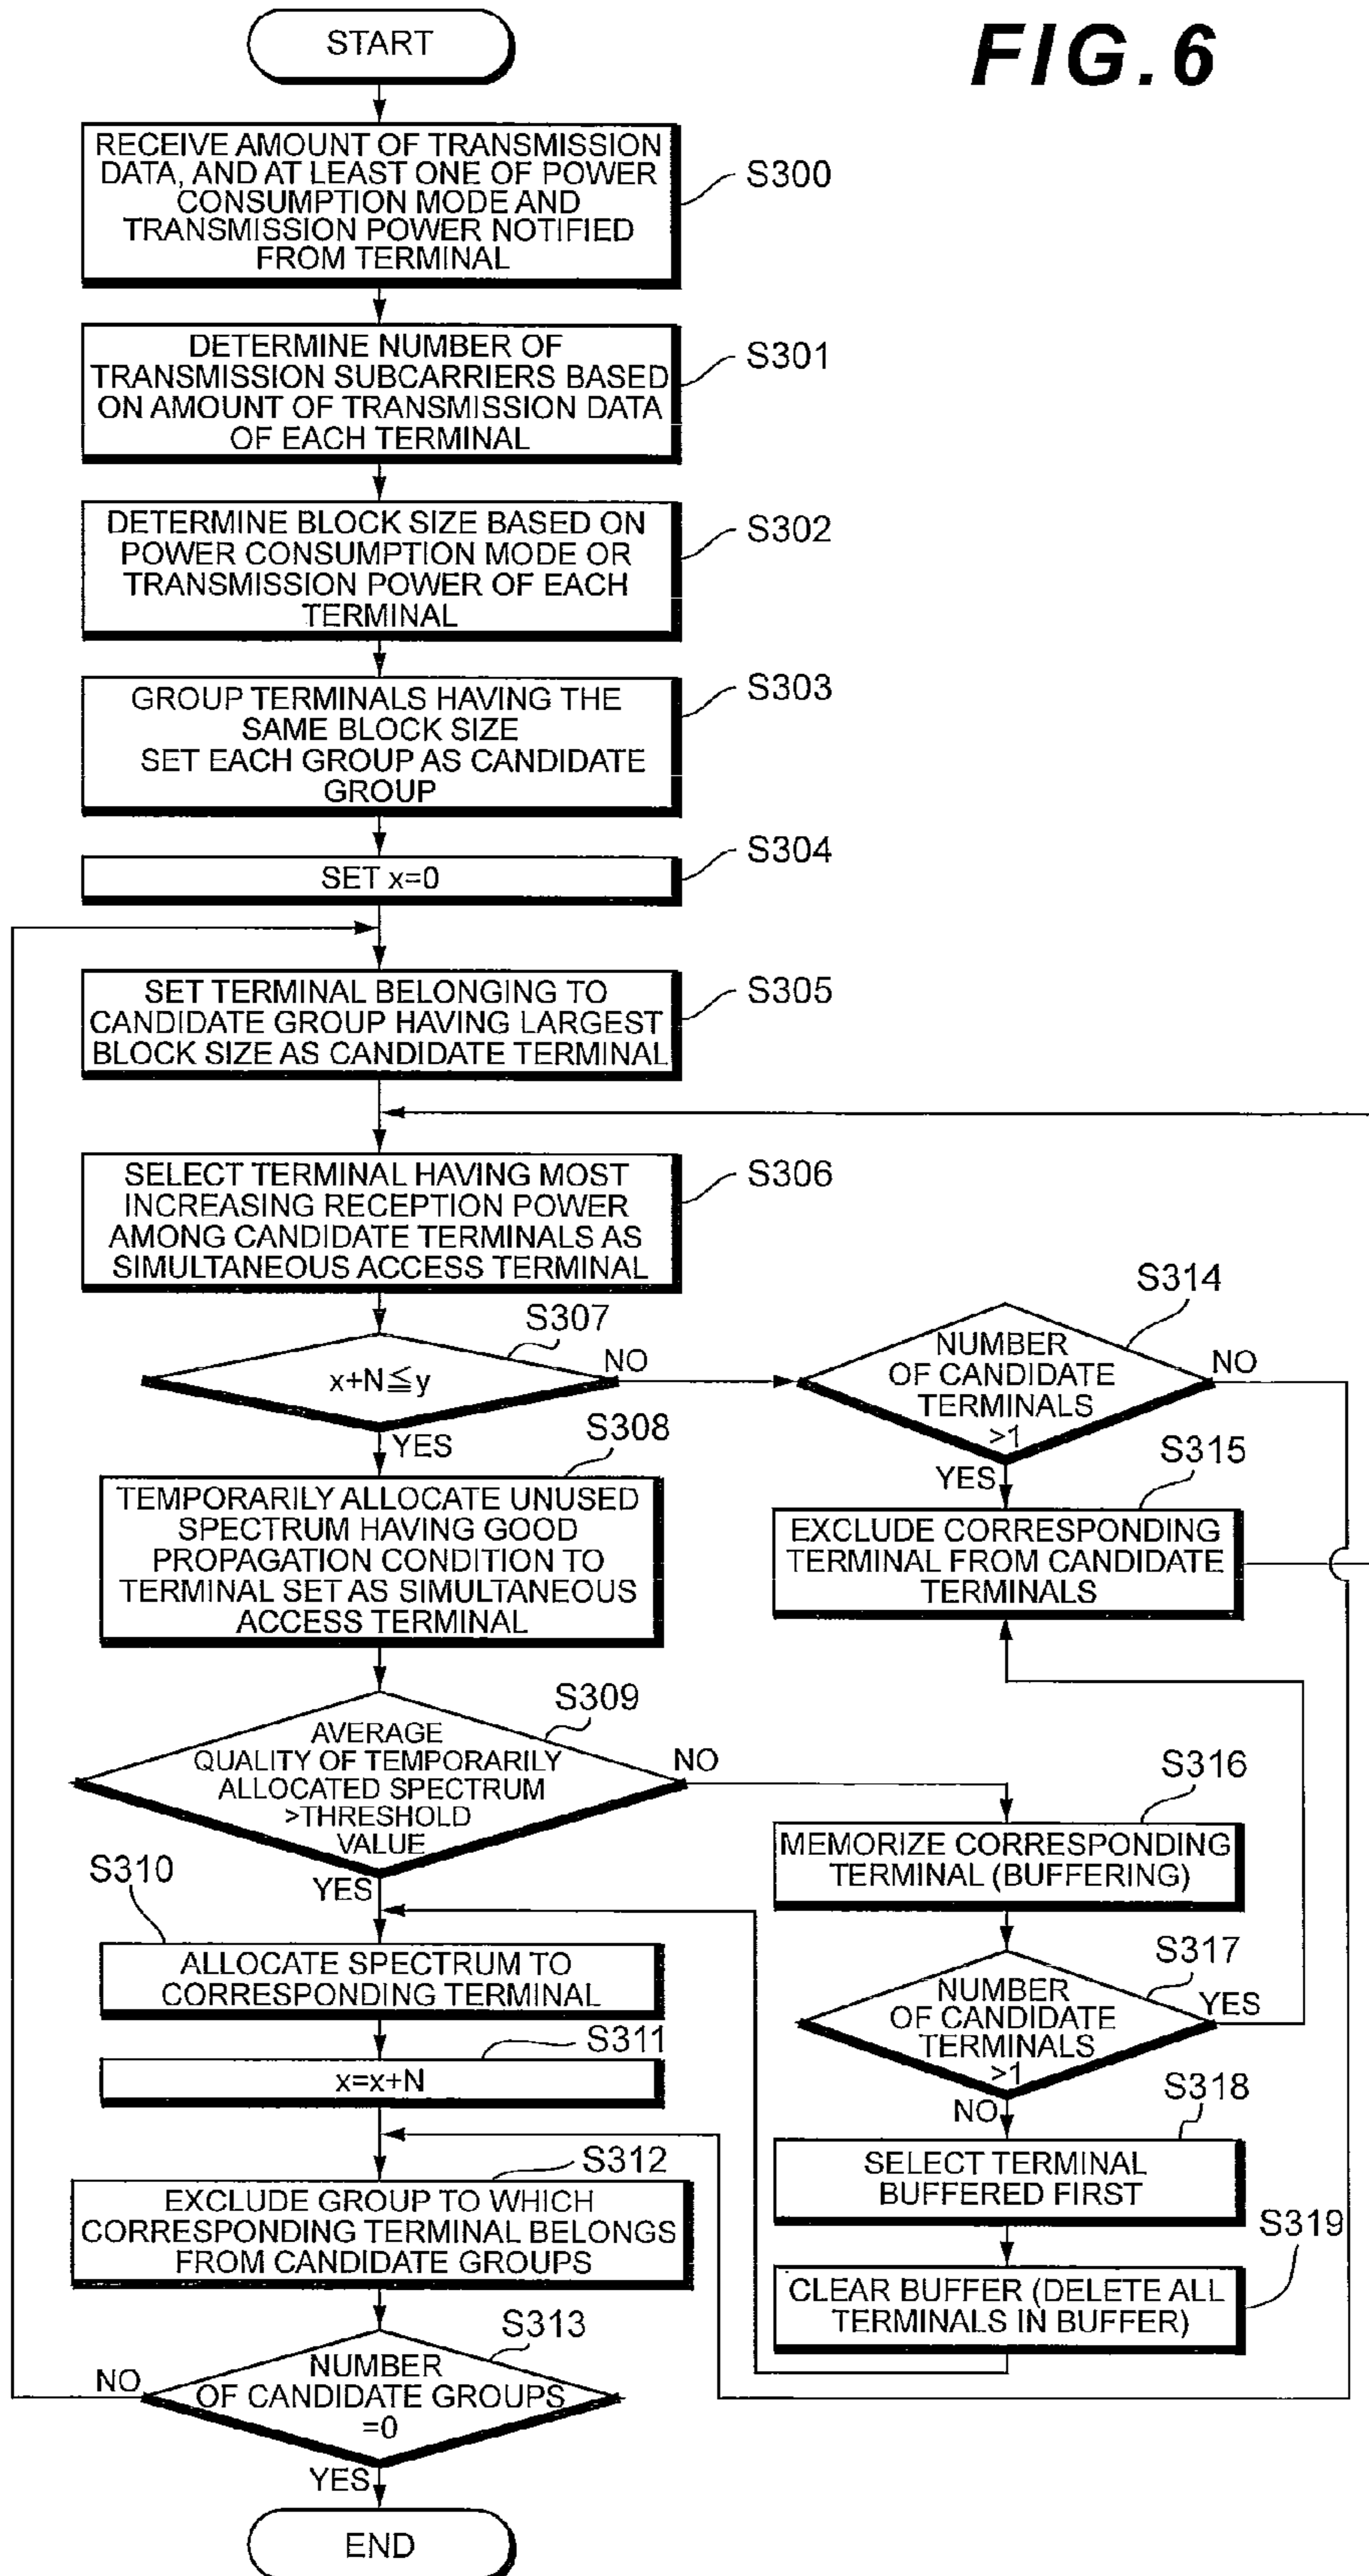 FIG.6
START
RECEIVE AMOUNT OF TRANSMISSION
DATA, AND AT LEAST ONE OF POWER
CONSUMPTION MODE AND
TRANSMISSION POWER NOTIFIED
FROM TERMINAL
S300
DETERMINE NUMBER OF
TRANSMISSION SUBCARRIERS BASED
ON AMOUNT OF TRANSMISSION DATA
OF EACH TERMINAL
S301
DETERMINE BLOCK SIZE BASED ON
POWER CONSUMPTION MODE OR
TRANSMISSION POWER OF EACH
TERMINAL
S302
GROUP TERMINALS HAVING THE
SAME BLOCK SIZE
SET EACH GROUP AS CANDIDATE
GROUP
S303
SET x=0
S304
SET TERMINAL BELONGING TO
CANDIDATE GROUP HAVING LARGEST
BLOCK SIZE AS CANDIDATE TERMINAL
S305
SELECT TERMINAL HAVING MOST
INCREASING RECEPTION POWER
AMONG CANDIDATE TERMINALS AS
SIMULTANEOUS ACCESS TERMINAL
S306
S307
x+N≦y
NO
YES
S314
NUMBER
OF CANDIDATE
TERMINALS
>1
NO
YES
S308
TEMPORARILY ALLOCATE UNUSED
SPECTRUM HAVING GOOD
PROPAGATION CONDITION TO
TERMINAL SET AS SIMULTANEOUS
ACCESS TERMINAL
S315
EXCLUDE CORRESPONDING
TERMINAL FROM CANDIDATE
TERMINALS
S309
AVERAGE
QUALITY OF TEMPORARILY
ALLOCATED SPECTRUM
>THRESHOLD
VALUE
NO
YES
S316
MEMORIZE CORRESPONDING
TERMINAL (BUFFERING)
S310
ALLOCATE SPECTRUM TO
CORRESPONDING TERMINAL
S317
NUMBER
OF CANDIDATE
TERMINALS
>1
YES
NO
S311
x=x+N
S318
SELECT TERMINAL
BUFFERED FIRST
S312
EXCLUDE GROUP TO WHICH
CORRESPONDING TERMINAL BELONGS
FROM CANDIDATE GROUPS
S319
CLEAR BUFFER (DELETE ALL
TERMINALS IN BUFFER)
S313
NUMBER
OF CANDIDATE GROUPS
=0
NO
YES
END